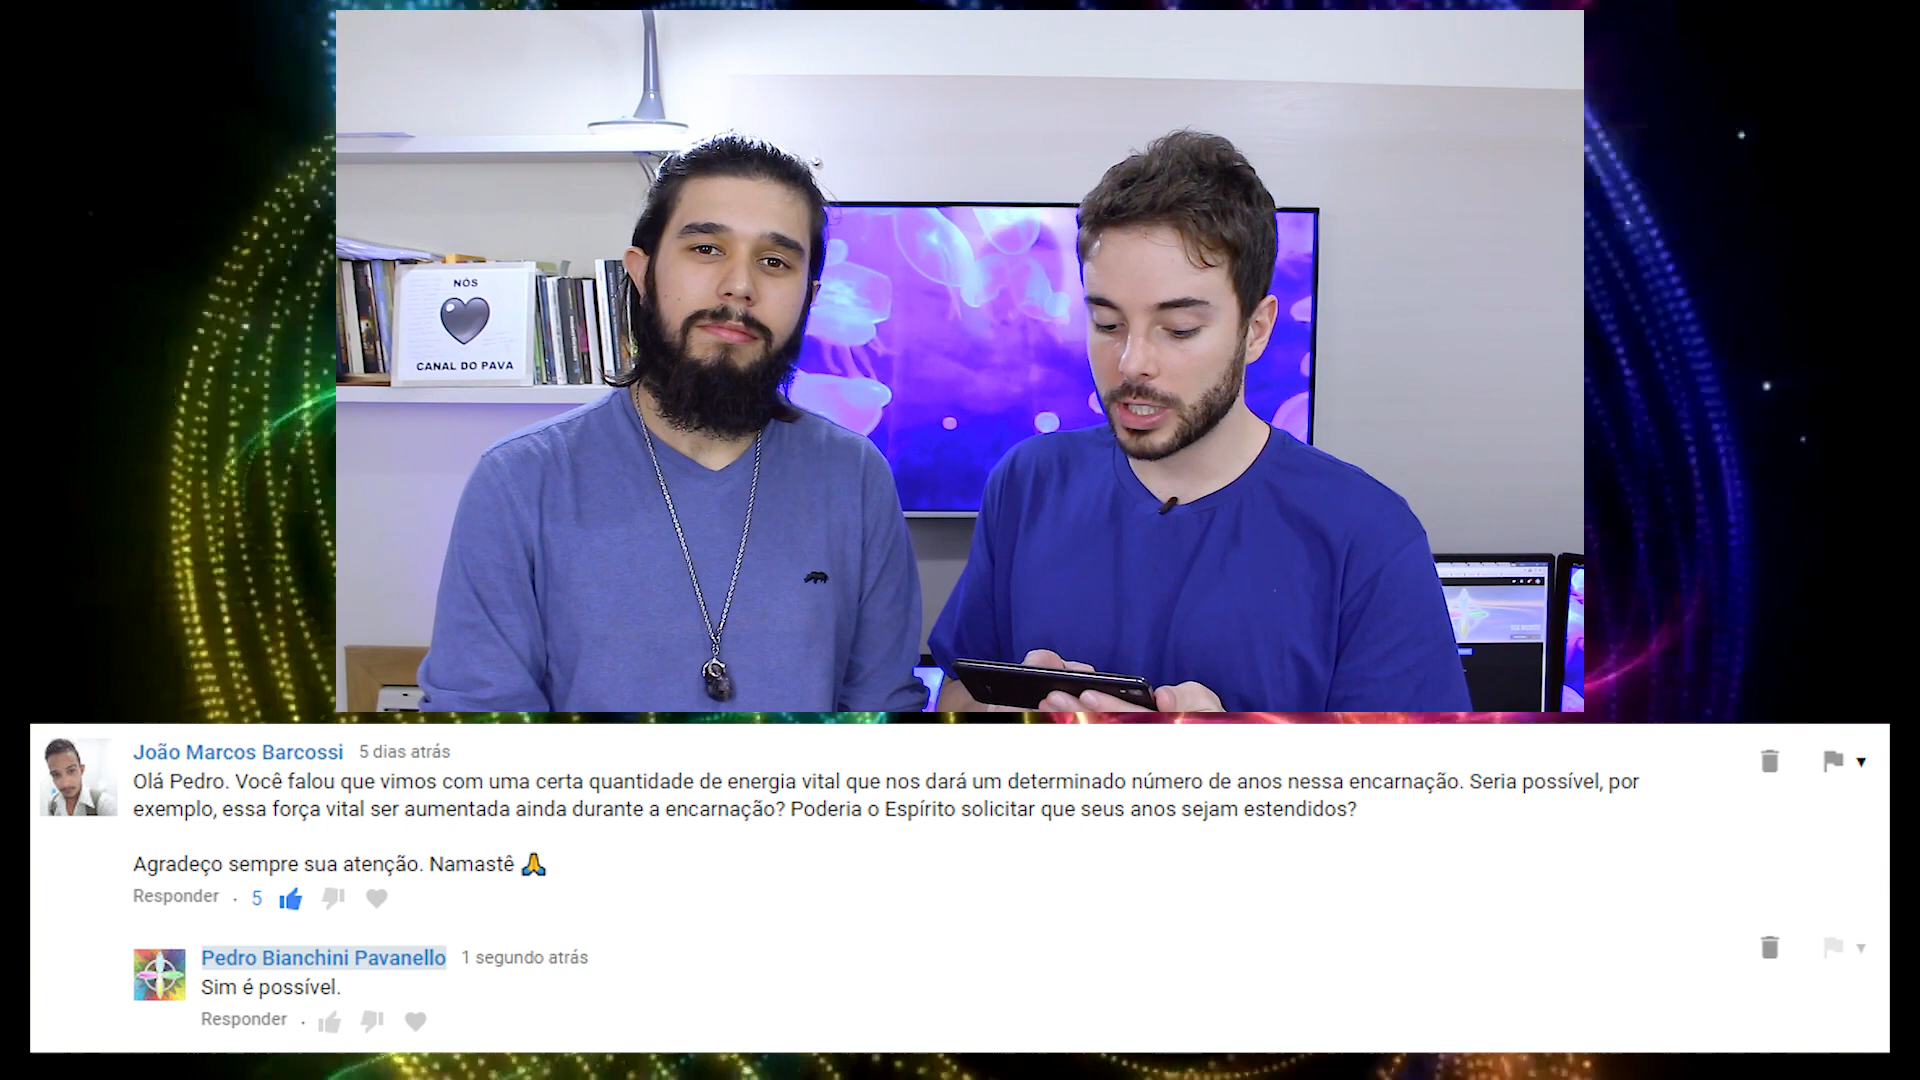 NÓS
CANAL DO PAVA
João Marcos Barcossi 5 dias atrás
Olá Pedro. Você falou que vimos com uma certa quantidade de energia vital que nos dará um determinado número de anos nessa encarnação. Seria possível, por
exemplo, essa força vital ser aumentada ainda durante a encarnação? Poderia o Espírito solicitar que seus anos sejam estendidos?
Agradeço sempre sua atenção. Namastê 🙏
Responder . 5
Pedro Bianchini Pavanello 1 segundo atrás
Sim é possível.
Responder .